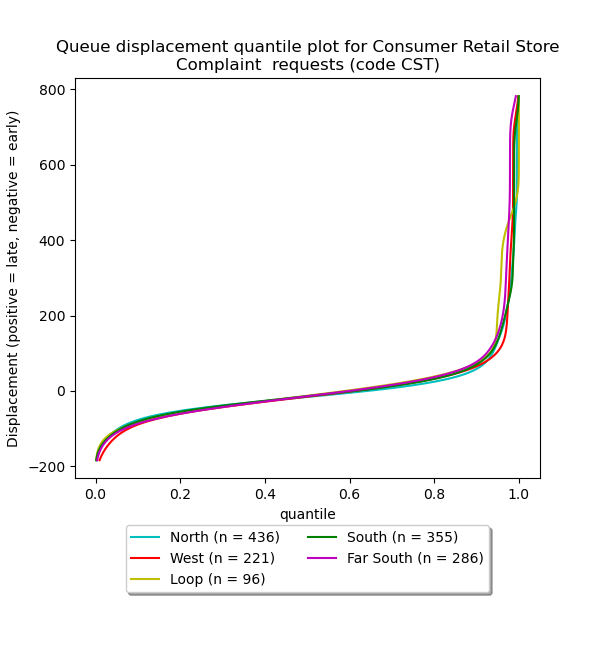 Queue displacement quantile plot for Consumer Retail Store
Complaint  requests (code CST)
Displacement (positive = late, negative = early)
800
600
400
200
0
−200
0.0 0.2 0.4 0.6 0.8 1.0
quantile
North (n = 436)
West (n = 221)
Loop (n = 96)
South (n = 355)
Far South (n = 286)